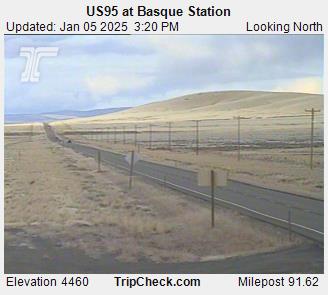 US95 at Basque Station
Updated: Jan 05 2025 3:20 PM Looking North
Elevation 4460 TripCheck.com Milepost 91.62